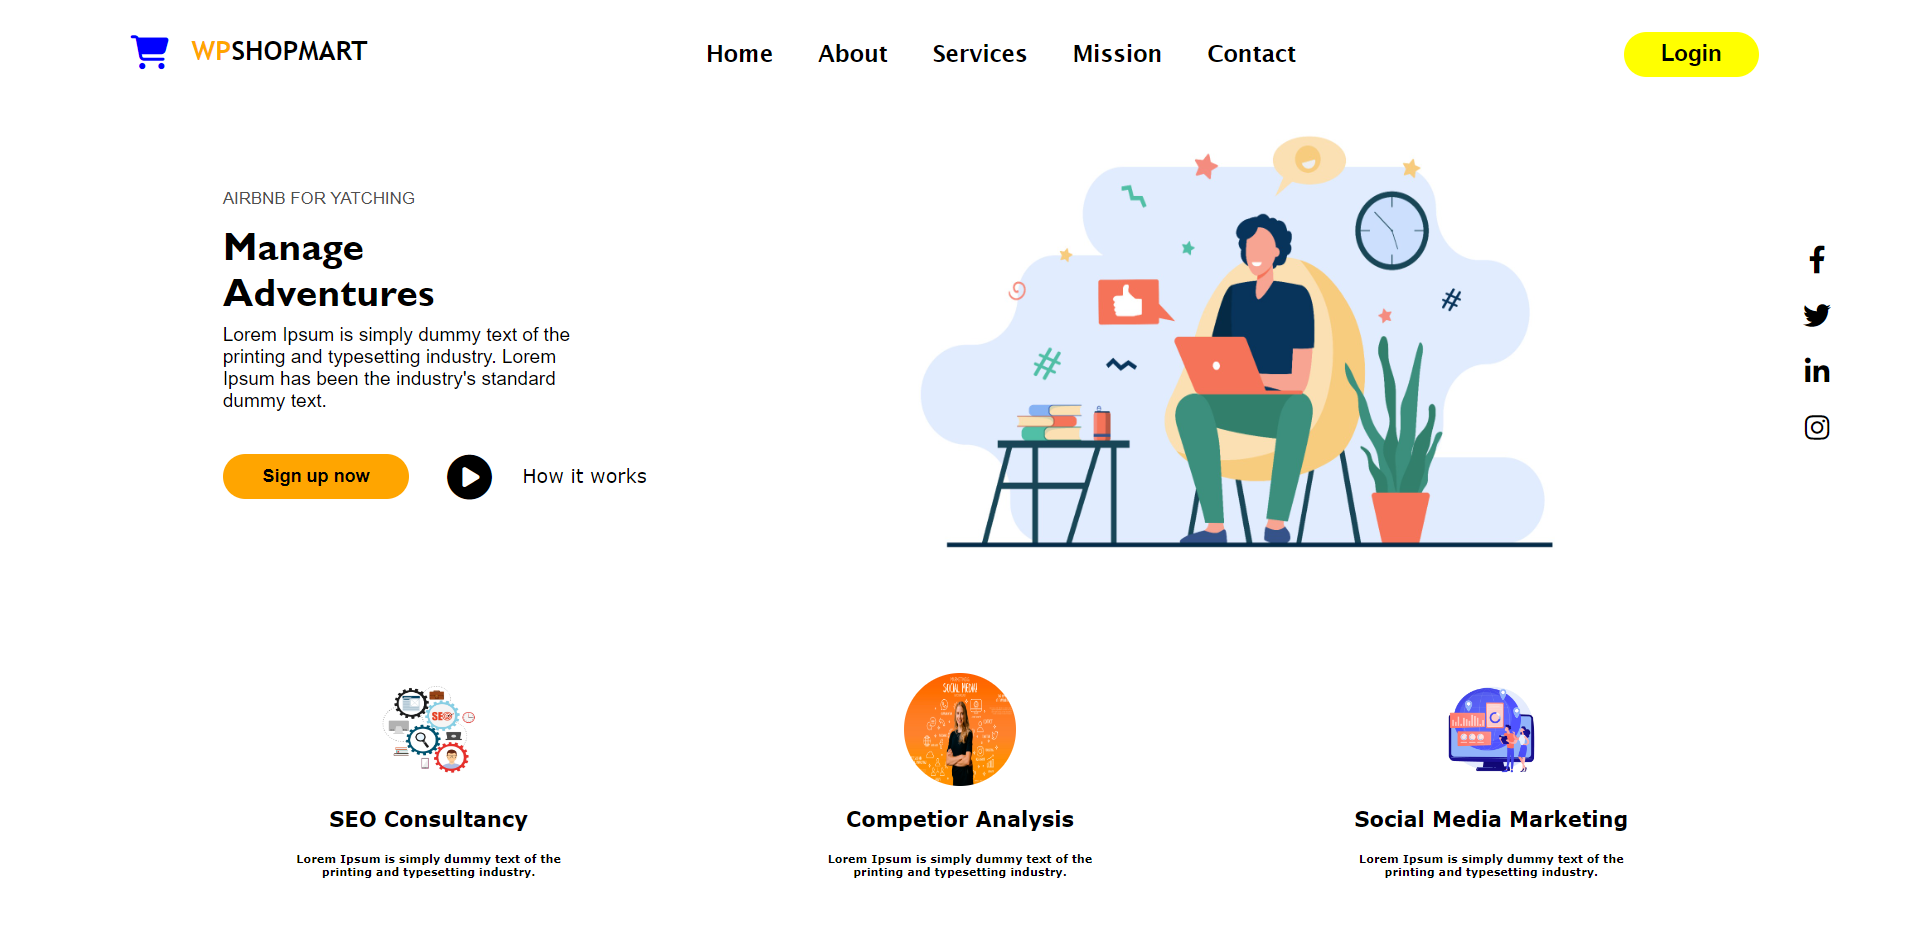 WPSHOPMART
Home About Services Mission Contact
Login
AIRBNB FOR YATCHING
Manage
Adventures
Lorem Ipsum is simply dummy text of the
printing and typesetting industry. Lorem
Ipsum has been the industry's standard
dummy text.
Sign up now
How it works
SEO
SOCIAL MEDIA
SEO Consultancy
Lorem Ipsum is simply dummy text of the
printing and typesetting industry.
Competior Analysis
Lorem Ipsum is simply dummy text of the
printing and typesetting industry.
Social Media Marketing
Lorem Ipsum is simply dummy text of the
printing and typesetting industry.